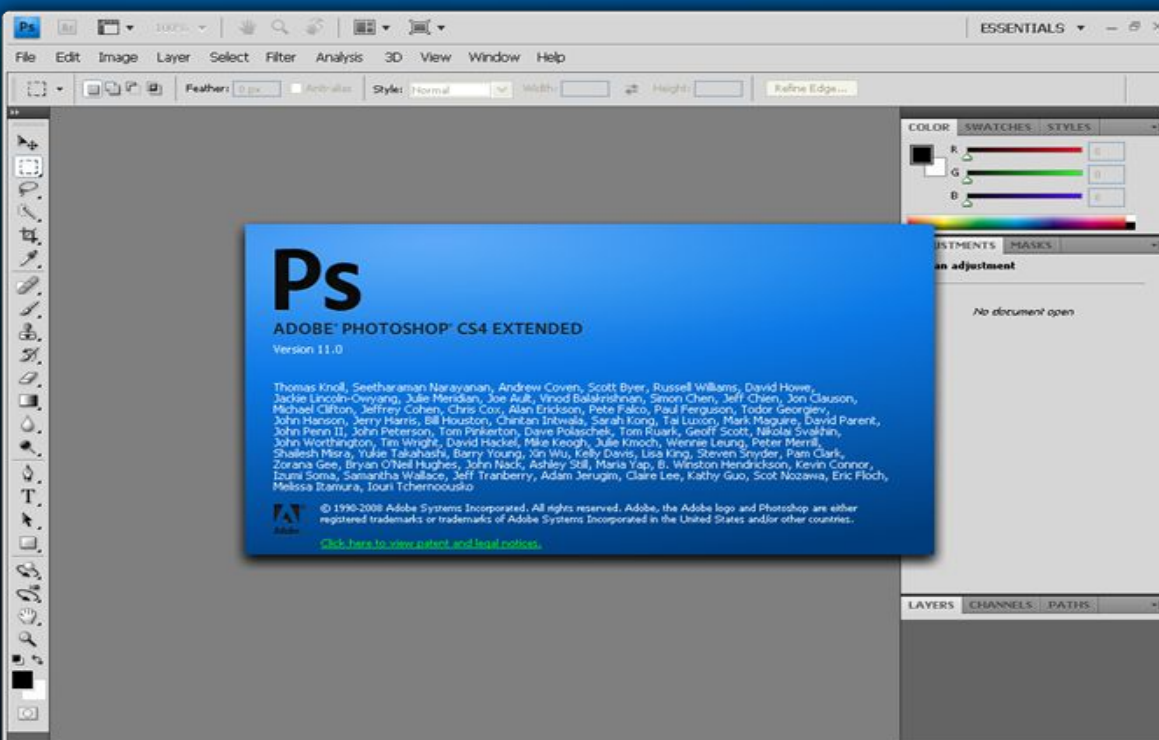 Ps Br 100% ESSENTIALS
File Edit Image Layer Select Filter Analysis 3D View Window Help
Feather: 0 px Anti-alias Style: Normal Width: Height: Refine Edge...
COLOR SWATCHES STYLES
R 0
G 0
B 0
STMENTS MASKS
an adjustment
No document open
Ps
ADOBE® PHOTOSHOP® CS4 EXTENDED
Version 11.0
Thomas Knoll, Seetharaman Narayanan, Andrew Coven, Scott Byer, Russell Williams, David Howe,
Jackie Lincoln-Owyang, Julie Meridian, Joe Ault, Vinod Balakrishnan, Simon Chen, Jeff Chien, Jon Clauson,
Michael Clifton, Jeffrey Cohen, Chris Cox, Alan Erickson, Pete Falco, Paul Ferguson, Todor Georgiev,
John Hanson, Jerry Harris, Bill Houston, Chintan Intwala, Sarah Kong, Tai Luxon, Mark Maguire, David Parent,
John Penn II, John Peterson, Tom Pinkerton, Dave Polaschek, Tom Ruark, Geoff Scott, Nikolai Svakhin,
John Worthington, Tim Wright, David Hackel, Mike Keogh, Julie Kmoch, Wennie Leung, Peter Merrill,
Shailesh Misra, Yukie Takahashi, Barry Young, Xin Wu, Kelly Davis, Lisa King, Steven Snyder, Pam Clark,
Zorana Gee, Bryan O'Neil Hughes, John Nack, Ashley Still, Maria Yap, B. Winston Hendrickson, Kevin Connor,
Izumi Soma, Samantha Wallace, Jeff Tranberry, Adam Jerugim, Claire Lee, Kathy Guo, Scot Nozawa, Eric Floch,
Melissa Itamura, Iouri Tchernoousko
© 1990-2008 Adobe Systems Incorporated. All rights reserved. Adobe, the Adobe logo and Photoshop are either
registered trademarks or trademarks of Adobe Systems Incorporated in the United States and/or other countries.
Adobe
Click here to view patent and legal notices.
LAYERS CHANNELS PATHS
T